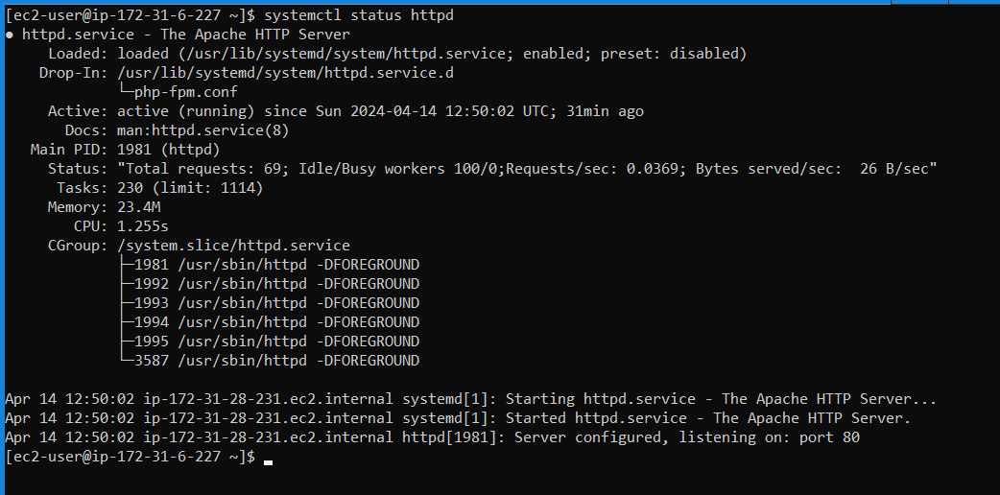 [ec2-user@ip-172-31-6-227 ~]$ systemctl status httpd
● httpd.service - The Apache HTTP Server
     Loaded: loaded (/usr/lib/systemd/system/httpd.service; enabled; preset: disabled)
    Drop-In: /usr/lib/systemd/system/httpd.service.d
             └─php-fpm.conf
     Active: active (running) since Sun 2024-04-14 12:50:02 UTC; 31min ago
       Docs: man:httpd.service(8)
   Main PID: 1981 (httpd)
     Status: "Total requests: 69; Idle/Busy workers 100/0;Requests/sec: 0.0369; Bytes served/sec:  26 B/sec"
      Tasks: 230 (limit: 1114)
     Memory: 23.4M
        CPU: 1.255s
     CGroup: /system.slice/httpd.service
             ├─1981 /usr/sbin/httpd -DFOREGROUND
             ├─1992 /usr/sbin/httpd -DFOREGROUND
             ├─1993 /usr/sbin/httpd -DFOREGROUND
             ├─1994 /usr/sbin/httpd -DFOREGROUND
             ├─1995 /usr/sbin/httpd -DFOREGROUND
             └─3587 /usr/sbin/httpd -DFOREGROUND
Apr 14 12:50:02 ip-172-31-28-231.ec2.internal systemd[1]: Starting httpd.service - The Apache HTTP Server...
Apr 14 12:50:02 ip-172-31-28-231.ec2.internal systemd[1]: Started httpd.service - The Apache HTTP Server.
Apr 14 12:50:02 ip-172-31-28-231.ec2.internal httpd[1981]: Server configured, listening on: port 80
[ec2-user@ip-172-31-6-227 ~]$